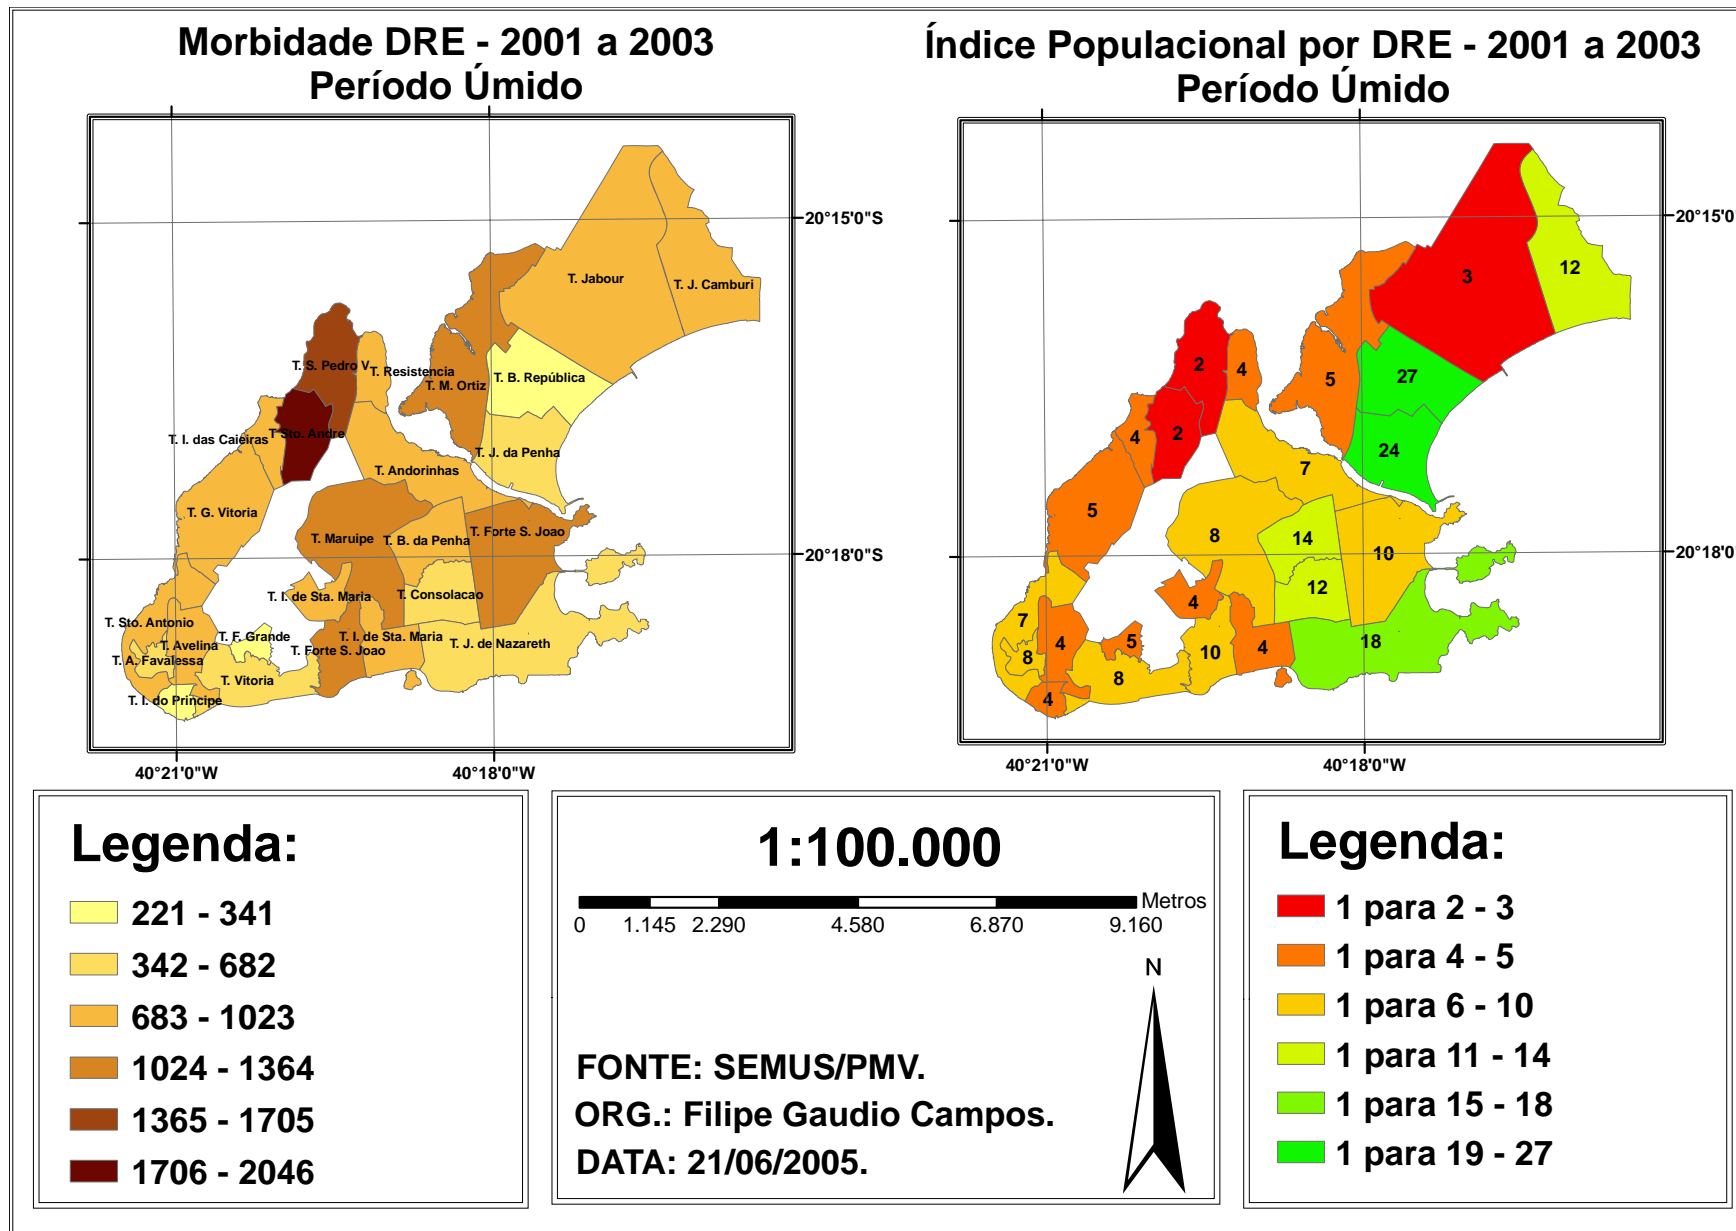 Morbidade DRE - 2001 a 2003
Período Úmido
T. Jabour
T. J. Camburi
T. S. Pedro V
T. Resistencia
T. M. Ortiz
T. B. República
T. I. das Caieiras
T Sto. Andre
T. J. da Penha
T. Andorinhas
T. G. Vitoria
T. Maruipe
T. B. da Penha
T. Forte S. Joao
T. I. de Sta. Maria
T. Consolacao
T. Sto. Antonio
T. F. Grande
T. Avelina
T. Forte S. Joao
T. I. de Sta. Maria
T. J. de Nazareth
T. A. Favalessa
T. Vitoria
T. I. do Principe
20°15'0"S
20°18'0"S
40°21'0"W
40°18'0"W
Índice Populacional por DRE - 2001 a 2003
Período Úmido
12
3
2
4
5
27
4
2
24
7
5
8
14
10
12
4
7
4
5
18
8
10
4
8
4
20°15'0
20°18'0
40°21'0"W
40°18'0"W
Legenda:
221 - 341
342 - 682
683 - 1023
1024 - 1364
1365 - 1705
1706 - 2046
1:100.000
Metros
0 1.145 2.290 4.580 6.870 9.160
N
FONTE: SEMUS/PMV.
ORG.: Filipe Gaudio Campos.
DATA: 21/06/2005.
Legenda:
1 para 2 - 3
1 para 4 - 5
1 para 6 - 10
1 para 11 - 14
1 para 15 - 18
1 para 19 - 27